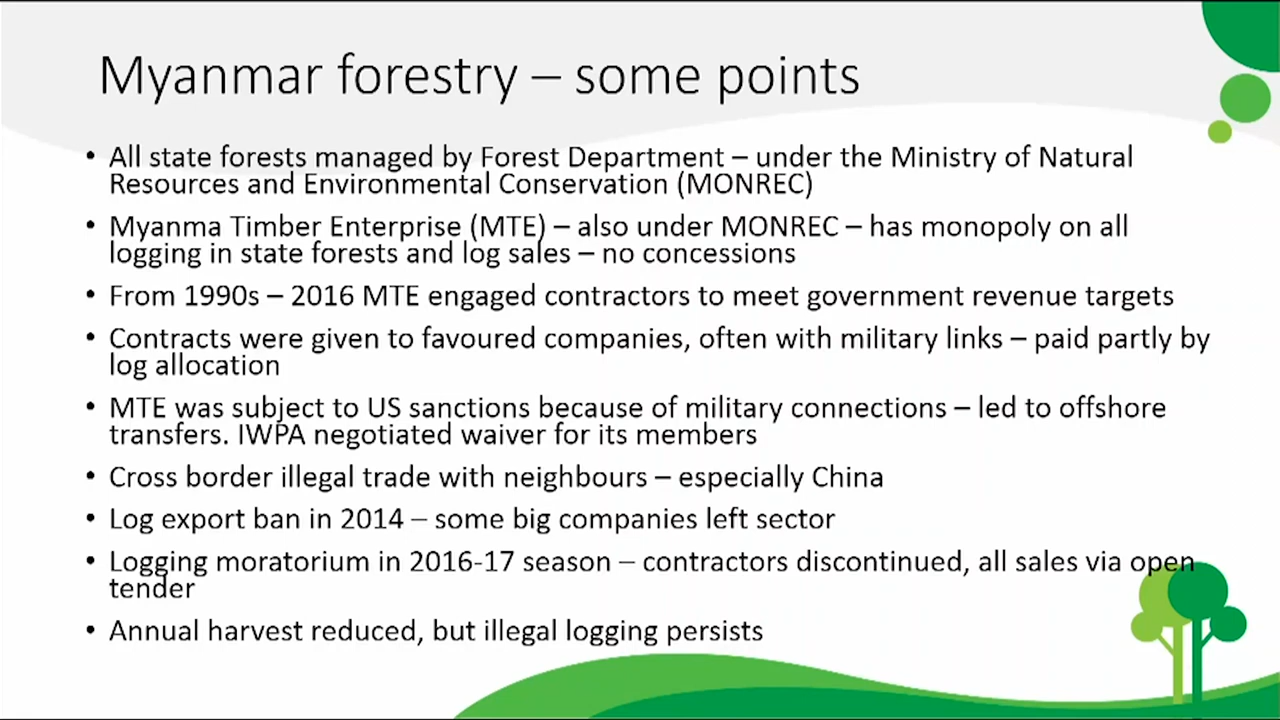 Myanmar forestry – some points
• All state forests managed by Forest Department – under the Ministry of Natural
Resources and Environmental Conservation (MONREC)
• Myanma Timber Enterprise (MTE) – also under MONREC – has monopoly on all
logging in state forests and log sales – no concessions
• From 1990s – 2016 MTE engaged contractors to meet government revenue targets
• Contracts were given to favoured companies, often with military links – paid partly by
log allocation
• MTE was subject to US sanctions because of military connections – led to offshore
transfers. IWPA negotiated waiver for its members
• Cross border illegal trade with neighbours – especially China
• Log export ban in 2014 – some big companies left sector
• Logging moratorium in 2016-17 season – contractors discontinued, all sales via open
tender
• Annual harvest reduced, but illegal logging persists